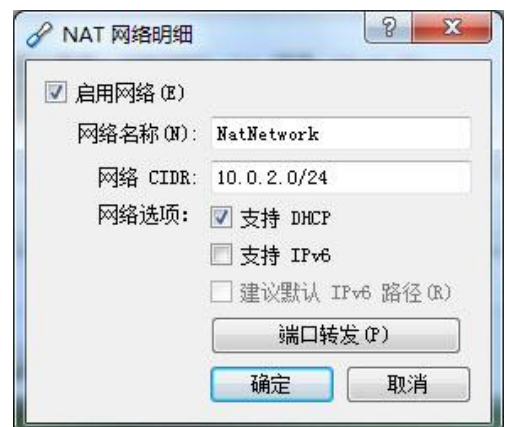 NAT 网络明细
启用网络(E)
网络名称(N): NatNetwork
网络 CIDR: 10.0.2.0/24
网络选项: 支持 DHCP
支持 IPv6
建议默认 IPv6 路径(R)
端口转发(P)
确定 取消